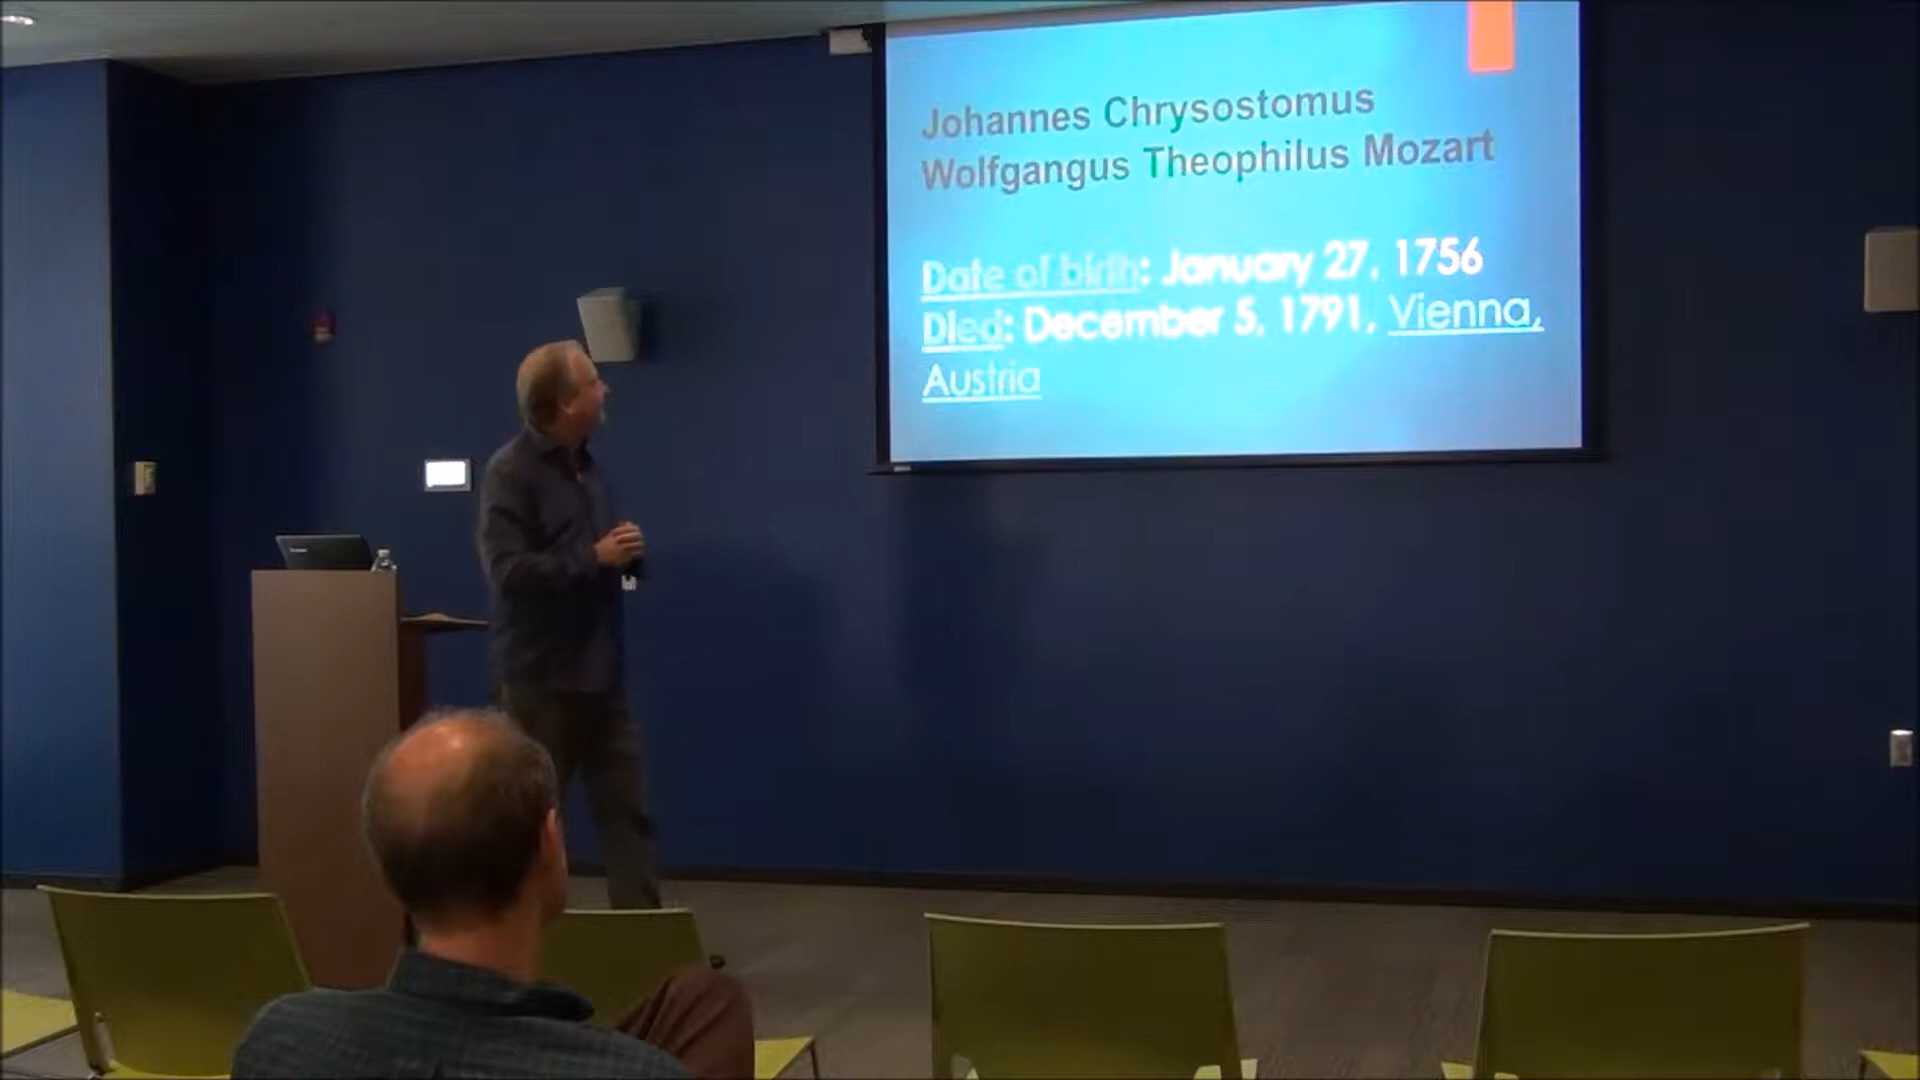 Johannes Chrysostomus
Wolfgangus Theophilus Mozart
Date of birth: January 27, 1756
Died: December 5, 1791, Vienna,
Austria